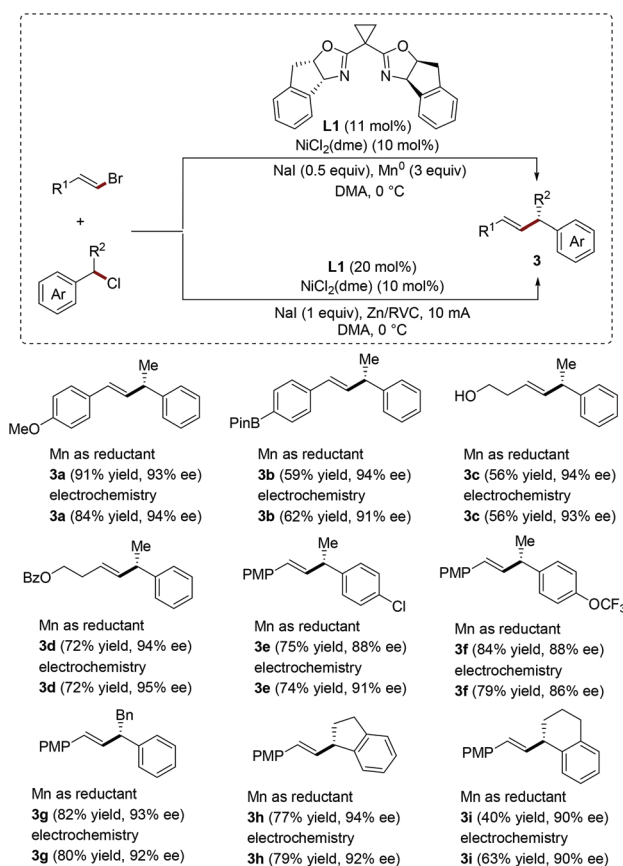 O O
N N
L1 (11 mol%)
NiCl2(dme) (10 mol%)
NaI (0.5 equiv), Mn⁰ (3 equiv)
DMA, 0 °C
R¹ Br
+
R²
Ar Cl
R²
R¹ Ar
3
L1 (20 mol%)
NiCl2(dme) (10 mol%)
NaI (1 equiv), Zn/RVC, 10 mA
DMA, 0 °C
Me
MeO
Mn as reductant
3a (91% yield, 93% ee)
electrochemistry
3a (84% yield, 94% ee)
Me
PinB
Mn as reductant
3b (59% yield, 94% ee)
electrochemistry
3b (62% yield, 91% ee)
Me
HO
Mn as reductant
3c (56% yield, 94% ee)
electrochemistry
3c (56% yield, 93% ee)
Me
BzO
Mn as reductant
3d (72% yield, 94% ee)
electrochemistry
3d (72% yield, 95% ee)
Me
PMP
Cl
Mn as reductant
3e (75% yield, 88% ee)
electrochemistry
3e (74% yield, 91% ee)
Me
PMP
OCF3
Mn as reductant
3f (84% yield, 88% ee)
electrochemistry
3f (79% yield, 86% ee)
Bn
PMP
Mn as reductant
3g (82% yield, 93% ee)
electrochemistry
3g (80% yield, 92% ee)
PMP
Mn as reductant
3h (77% yield, 94% ee)
electrochemistry
3h (79% yield, 92% ee)
PMP
Mn as reductant
3i (40% yield, 90% ee)
electrochemistry
3i (63% yield, 90% ee)